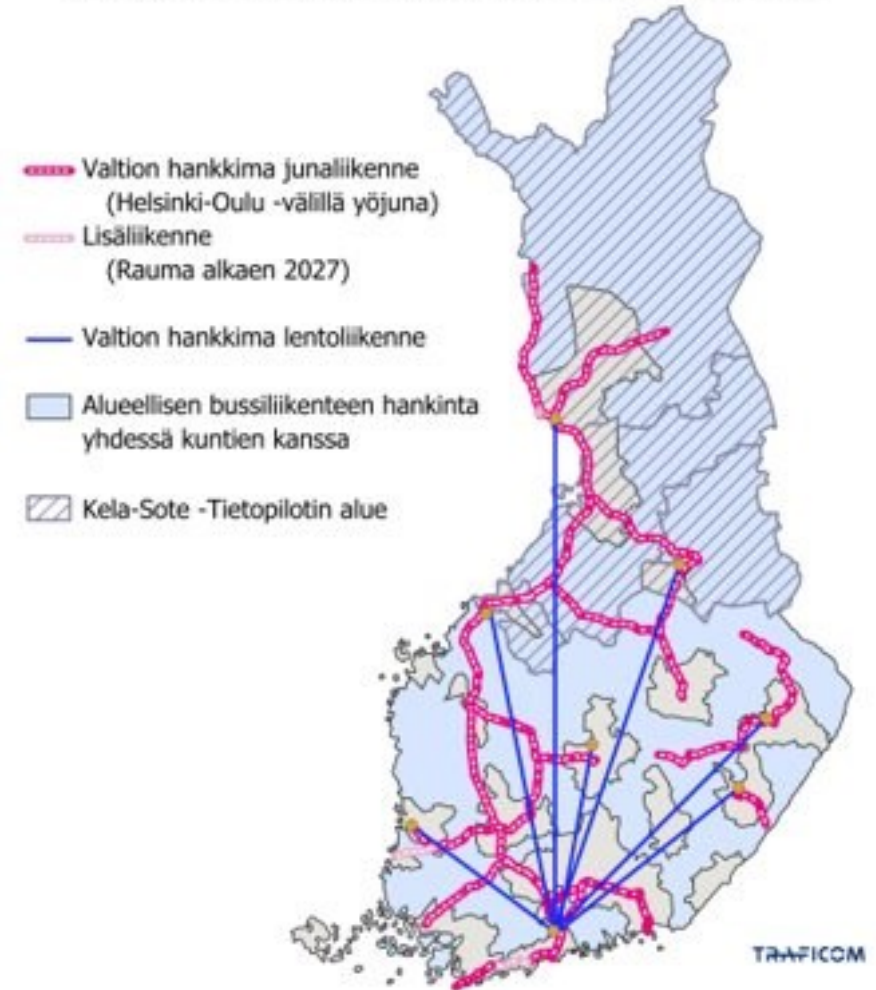 Valtion hankkima junaliikenne
(Helsinki-Oulu -välillä yöjuna)
Lisäliikenne
(Rauma alkaen 2027)
Valtion hankkima lentoliikenne
Alueellisen bussiliikenteen hankinta
yhdessä kuntien kanssa
Kela-Sote -Tietopilotin alue
TRAFICOM